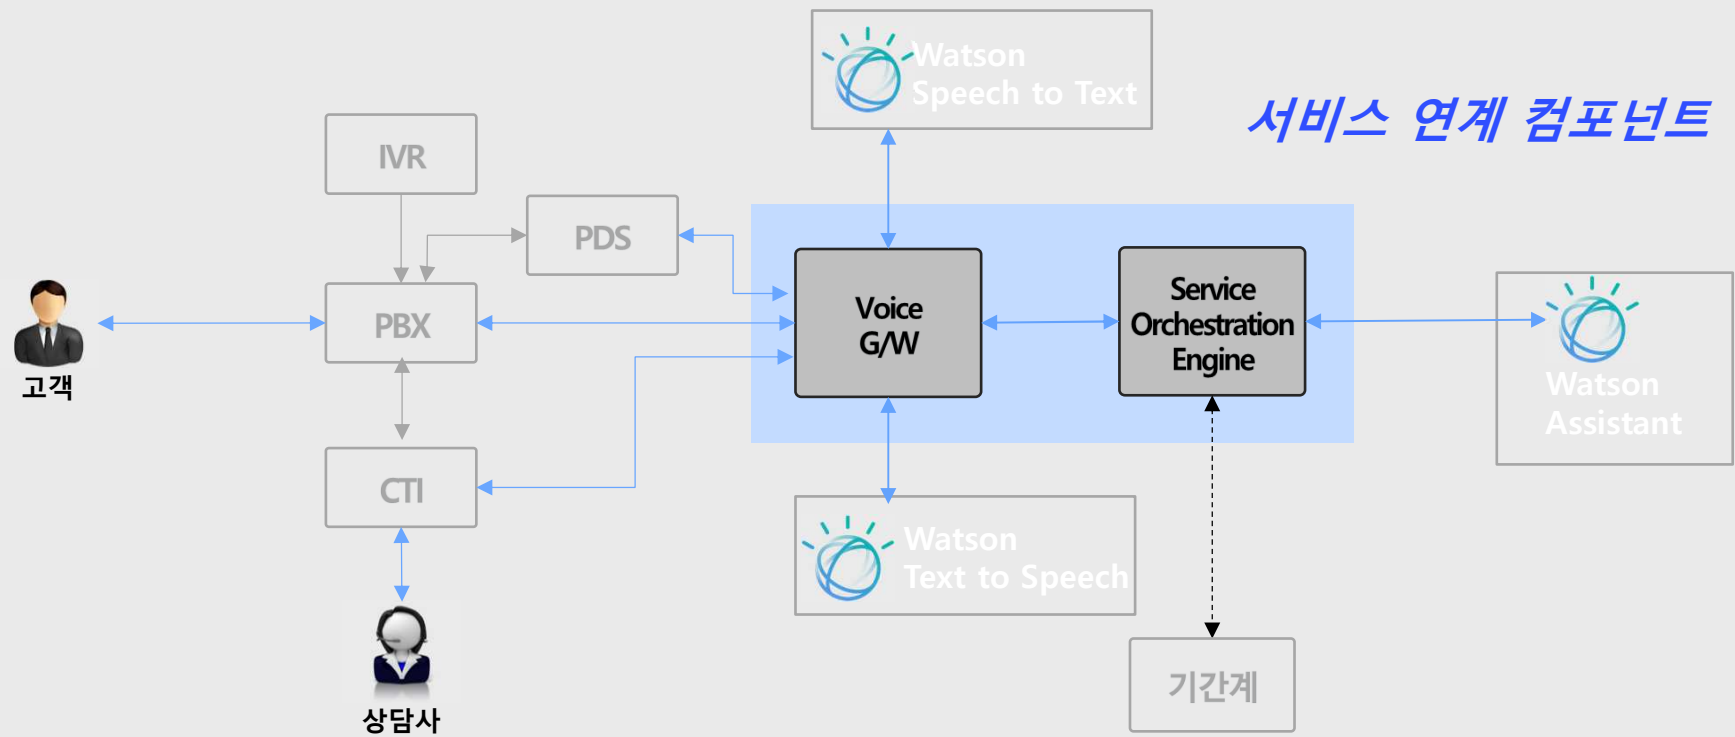 Watson
Speech to Text
서비스 연계 컴포넌트
IVR
PDS
PBX
고객
Voice
G/W
Service
Orchestration
Engine
Watson
Assistant
CTI
Watson
Text to Speech
기간계
상담사